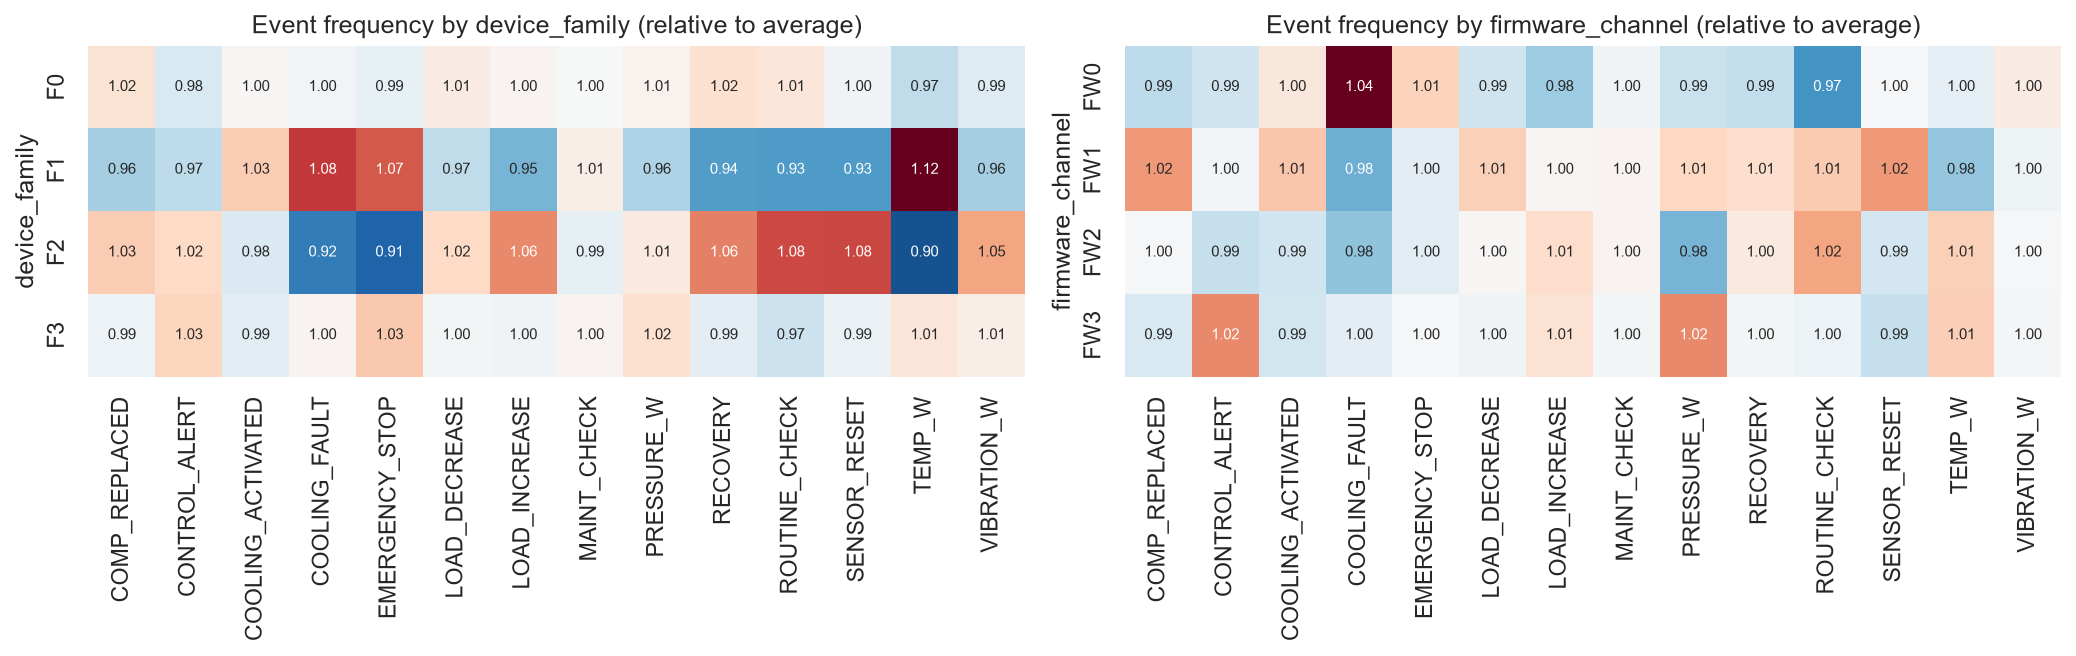 Event frequency by device_family (relative to average)
device_family
F0 1.02 0.98 1.00 1.00 0.99 1.01 1.00 1.00 1.01 1.02 1.01 1.00 0.97 0.99
F1 0.96 0.97 1.03 1.08 1.07 0.97 0.95 1.01 0.96 0.94 0.93 0.93 1.12 0.96
F2 1.03 1.02 0.98 0.92 0.91 1.02 1.06 0.99 1.01 1.06 1.08 1.08 0.90 1.05
F3 0.99 1.03 0.99 1.00 1.03 1.00 1.00 1.00 1.02 0.99 0.97 0.99 1.01 1.01
COMP_REPLACED
CONTROL_ALERT
COOLING_ACTIVATED
COOLING_FAULT
EMERGENCY_STOP
LOAD_DECREASE
LOAD_INCREASE
MAINT_CHECK
PRESSURE_W
RECOVERY
ROUTINE_CHECK
SENSOR_RESET
TEMP_W
VIBRATION_W
Event frequency by firmware_channel (relative to average)
firmware_channel
FW0 0.99 0.99 1.00 1.04 1.01 0.99 0.98 1.00 0.99 0.99 0.97 1.00 1.00 1.00
FW1 1.02 1.00 1.01 0.98 1.00 1.01 1.00 1.00 1.01 1.01 1.01 1.02 0.98 1.00
FW2 1.00 0.99 0.99 0.98 1.00 1.00 1.01 1.00 0.98 1.00 1.02 0.99 1.01 1.00
FW3 0.99 1.02 0.99 1.00 1.00 1.00 1.01 1.00 1.02 1.00 1.00 0.99 1.01 1.00
COMP_REPLACED
CONTROL_ALERT
COOLING_ACTIVATED
COOLING_FAULT
EMERGENCY_STOP
LOAD_DECREASE
LOAD_INCREASE
MAINT_CHECK
PRESSURE_W
RECOVERY
ROUTINE_CHECK
SENSOR_RESET
TEMP_W
VIBRATION_W